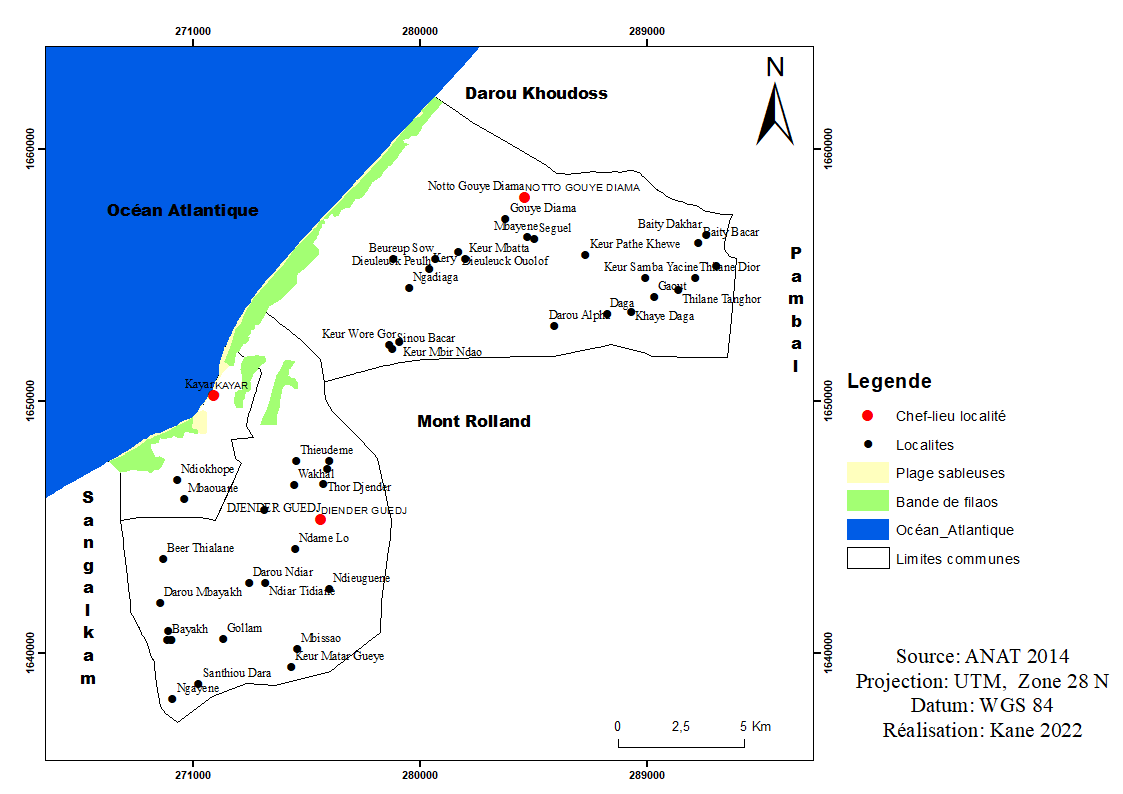 271000
280000
289000
N
Darou Khoudoss
1660000
1660000
Notto Gouye Diama
NOTTO GOUYE DIAMA
Océan Atlantique
Gouye Diama
Mbayene
Seguel
Baity Dakhar
Baity Bacar
Beureup Sow
Keur Mbatta
Keur Pathe Khewe
Dieuleuck Peulh
Kery
Dieuleuck Ouolof
Keur Samba Yacine
Thilane Dior
Ngadiaga
Gaout
Thilane Tanghor
Daga
Darou Alpha
Khaye Daga
Pambal
Keur Wore Gor
Sinou Bacar
Keur Mbir Ndao
Kayar
KAYAR
1650000
1650000
Mont Rolland
Thieudeme
Ndiokhope
Wakhal
Mbaouane
Thor Djender
DJENDER GUEDJ
DIENDER GUEDJ
Sangalkam
Ndame Lo
Beer Thialane
Darou Ndiar
Ndieuguene
Darou Mbayakh
Ndiar Tidiane
Bayakh
Gollam
Mbissao
1640000
1640000
Keur Matar Gueye
Santhiou Dara
Ngayene
0 2,5 5 Km
271000
280000
289000
Legende
Chef-lieu localité
Localites
Plage sableuses
Bande de filaos
Océan_Atlantique
Limites communes
Source: ANAT 2014
Projection: UTM, Zone 28 N
Datum: WGS 84
Réalisation: Kane 2022